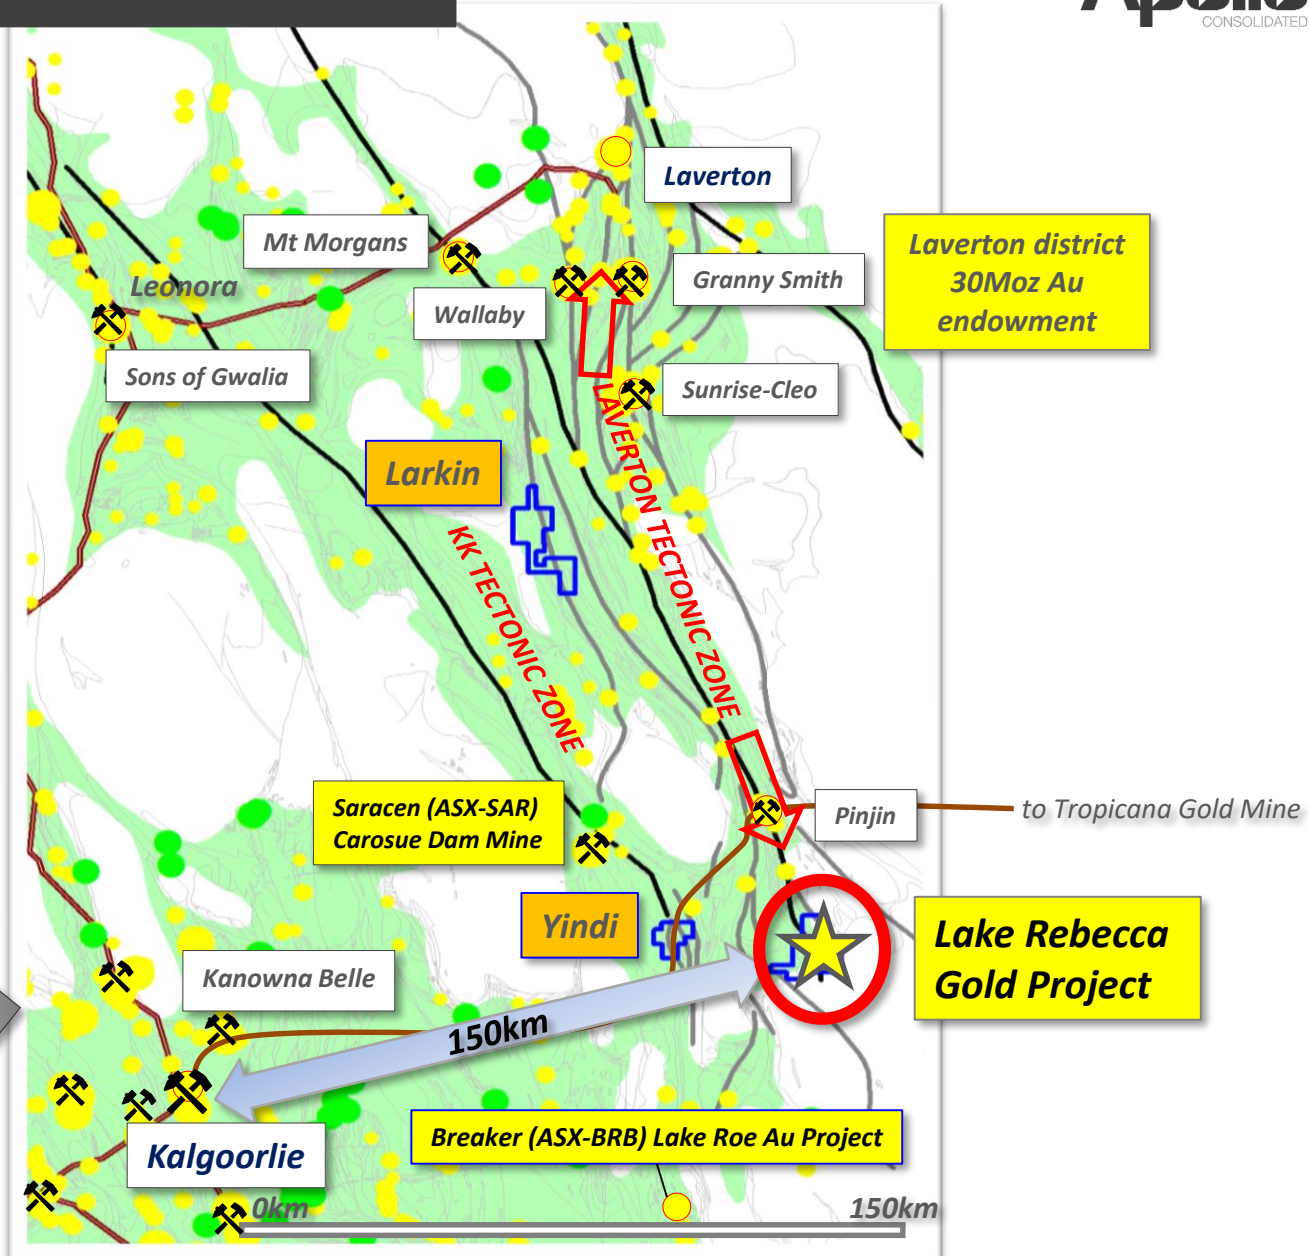 CONSOLIDATED
Laverton
Mt Morgans
Laverton district
30Moz Au
endowment
Leonora
Granny Smith
Wallaby
Sons of Gwalia
Sunrise-Cleo
LAVERTON TECTONIC ZONE
Larkin
KK TECTONIC ZONE
Saracen (ASX-SAR)
Carosue Dam Mine
Pinjin
to Tropicana Gold Mine
Yindi
Lake Rebecca
Gold Project
Kanowna Belle
150km
Breaker (ASX-BRB) Lake Roe Au Project
Kalgoorlie
0km
150km